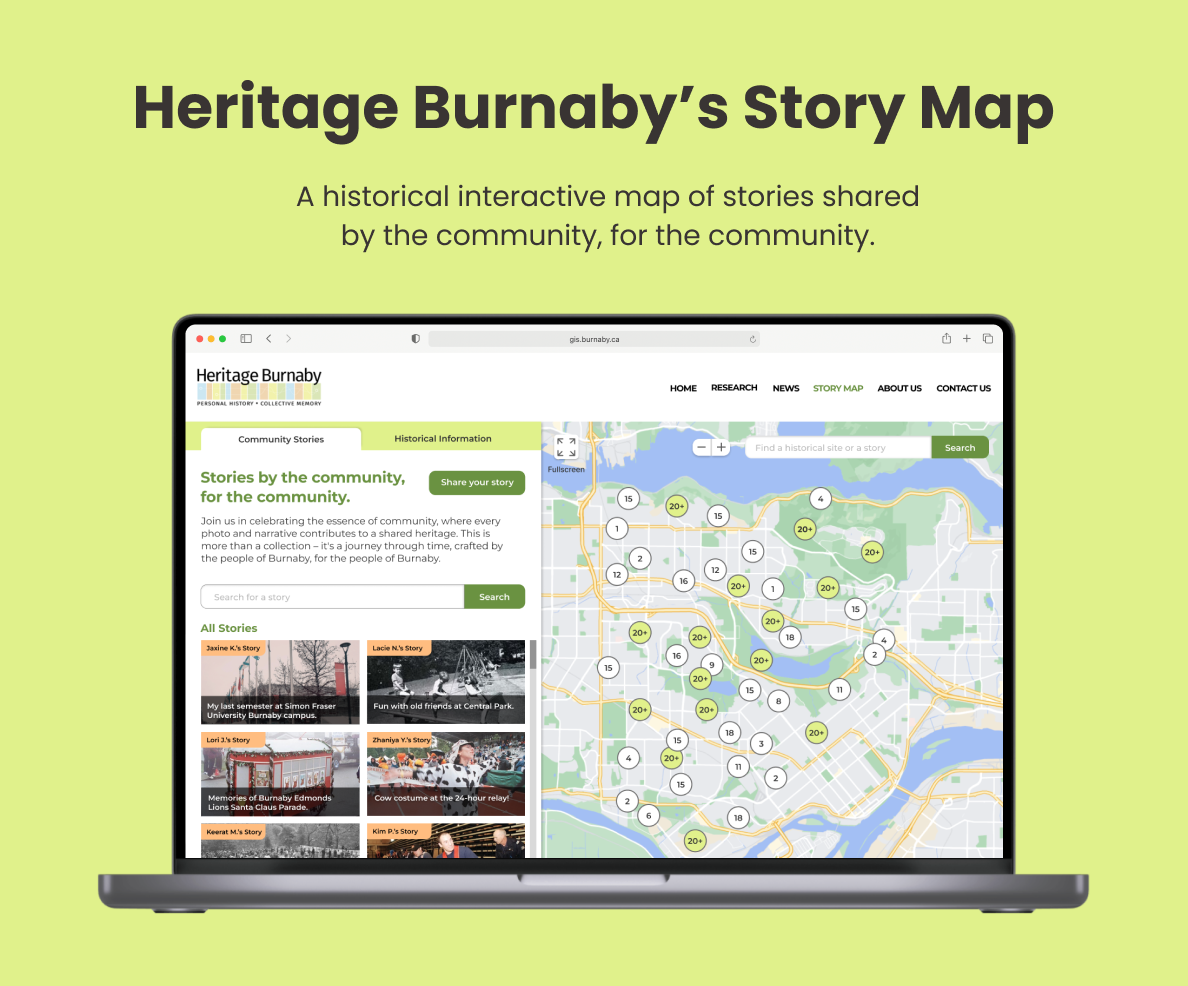 Heritage Burnaby’s Story Map
A historical interactive map of stories shared
by the community, for the community.
gis.burnaby.ca
Heritage Burnaby
PERSONAL HISTORY • COLLECTIVE MEMORY
HOME RESEARCH NEWS STORY MAP ABOUT US CONTACT US
Community Stories
Historical Information
Stories by the community,
for the community.
Share your story
Join us in celebrating the essence of community, where every
photo and narrative contributes to a shared heritage. This is
more than a collection – it's a journey through time, crafted by
the people of Burnaby, for the people of Burnaby.
Search for a story
Search
All Stories
Jaxine K.'s Story
My last semester at Simon Fraser
University Burnaby campus.
Lacie N.'s Story
Fun with old friends at Central Park.
Lori J.'s Story
Memories of Burnaby Edmonds
Lions Santa Claus Parade.
Zhaniya Y.'s Story
Cow costume at the 24-hour relay!
Keerat M.'s Story
Kim P.'s Story
Fullscreen
Find a historical site or a story
Search
15
20+
15
4
1
20+
20+
2
15
12
12
16
20+
1
20+
15
20+
20+
20+
18
4
2
16
9
20+
15
20+
15
11
8
20+
20+
18
20+
15
3
4
20+
11
2
15
2
6
18
20+